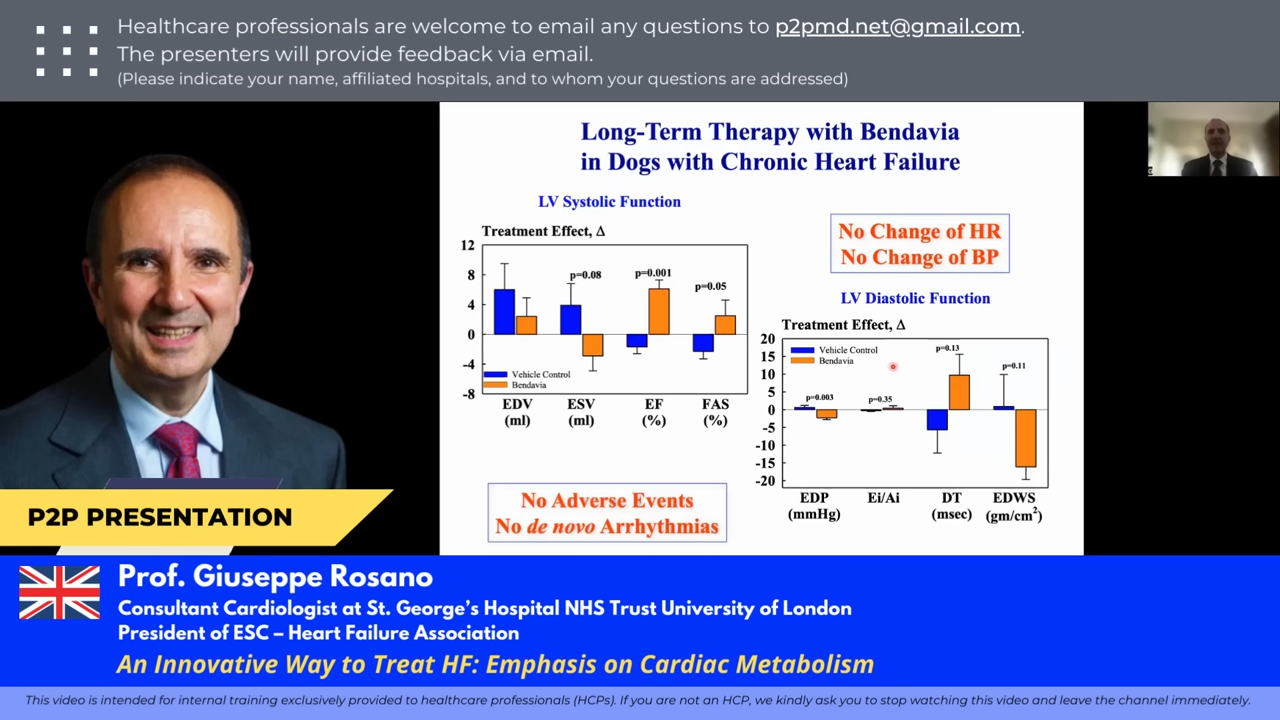 Healthcare professionals are welcome to email any questions to p2pmd.net@gmail.com.
The presenters will provide feedback via email.
(Please indicate your name, affiliated hospitals, and to whom your questions are addressed)
Long-Term Therapy with Bendavia
in Dogs with Chronic Heart Failure
LV Systolic Function
Treatment Effect, Δ
12
8
4
0
-4
-8
p=0.08
p=0.001
p=0.05
Vehicle Control
Bendavia
EDV
(ml)
ESV
(ml)
EF
(%)
FAS
(%)
No Change of HR
No Change of BP
LV Diastolic Function
Treatment Effect, Δ
20
15
10
5
0
-5
-10
-15
-20
Vehicle Control
Bendavia
p=0.003
p=0.35
p=0.13
p=0.11
EDP
(mmHg)
Ei/Ai
DT
(msec)
EDWS
(gm/cm²)
No Adverse Events
No de novo Arrhythmias
P2P PRESENTATION
Prof. Giuseppe Rosano
Consultant Cardiologist at St. George's Hospital NHS Trust University of London
President of ESC – Heart Failure Association
An Innovative Way to Treat HF: Emphasis on Cardiac Metabolism
This video is intended for internal training exclusively provided to healthcare professionals (HCPs). If you are not an HCP, we kindly ask you to stop watching this video and leave the channel immediately.